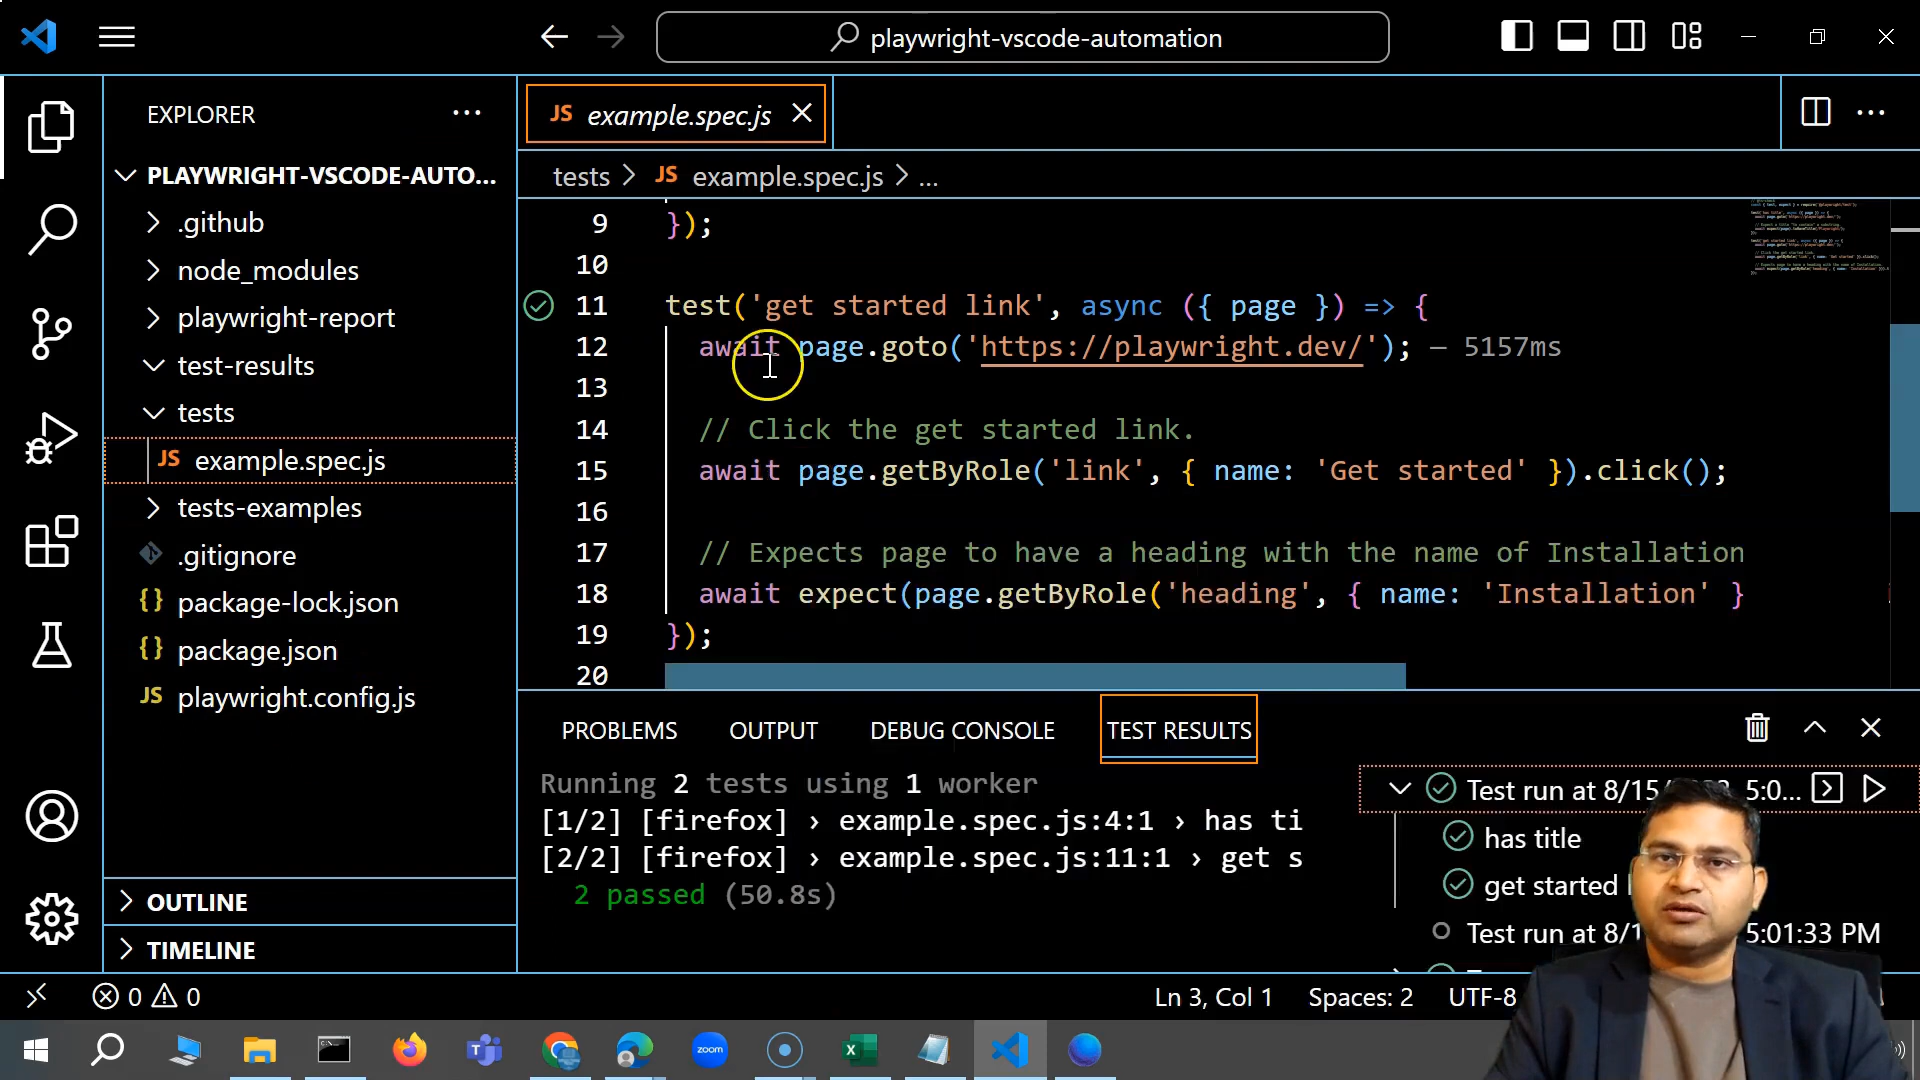 playwright-vscode-automation
EXPLORER
JS example.spec.js
PLAYWRIGHT-VSCODE-AUTO...
tests > JS example.spec.js > ...
.github
node_modules
playwright-report
test-results
tests
JS example.spec.js
tests-examples
.gitignore
{} package-lock.json
{} package.json
JS playwright.config.js
OUTLINE
TIMELINE
9 });
10
11 test('get started link', async ({ page }) => {
12 await page.goto('https://playwright.dev/'); — 5157ms
13
14 // Click the get started link.
15 await page.getByRole('link', { name: 'Get started' }).click();
16
17 // Expects page to have a heading with the name of Installation
18 await expect(page.getByRole('heading', { name: 'Installation' }
19 });
20
PROBLEMS OUTPUT DEBUG CONSOLE TEST RESULTS
Running 2 tests using 1 worker
[1/2] [firefox] › example.spec.js:4:1 › has ti
[2/2] [firefox] › example.spec.js:11:1 › get s
2 passed (50.8s)
Test run at 8/15/ 5:0...
has title
get started
Test run at 8/1 5:01:33 PM
0 0
Ln 3, Col 1 Spaces: 2 UTF-8
zoom